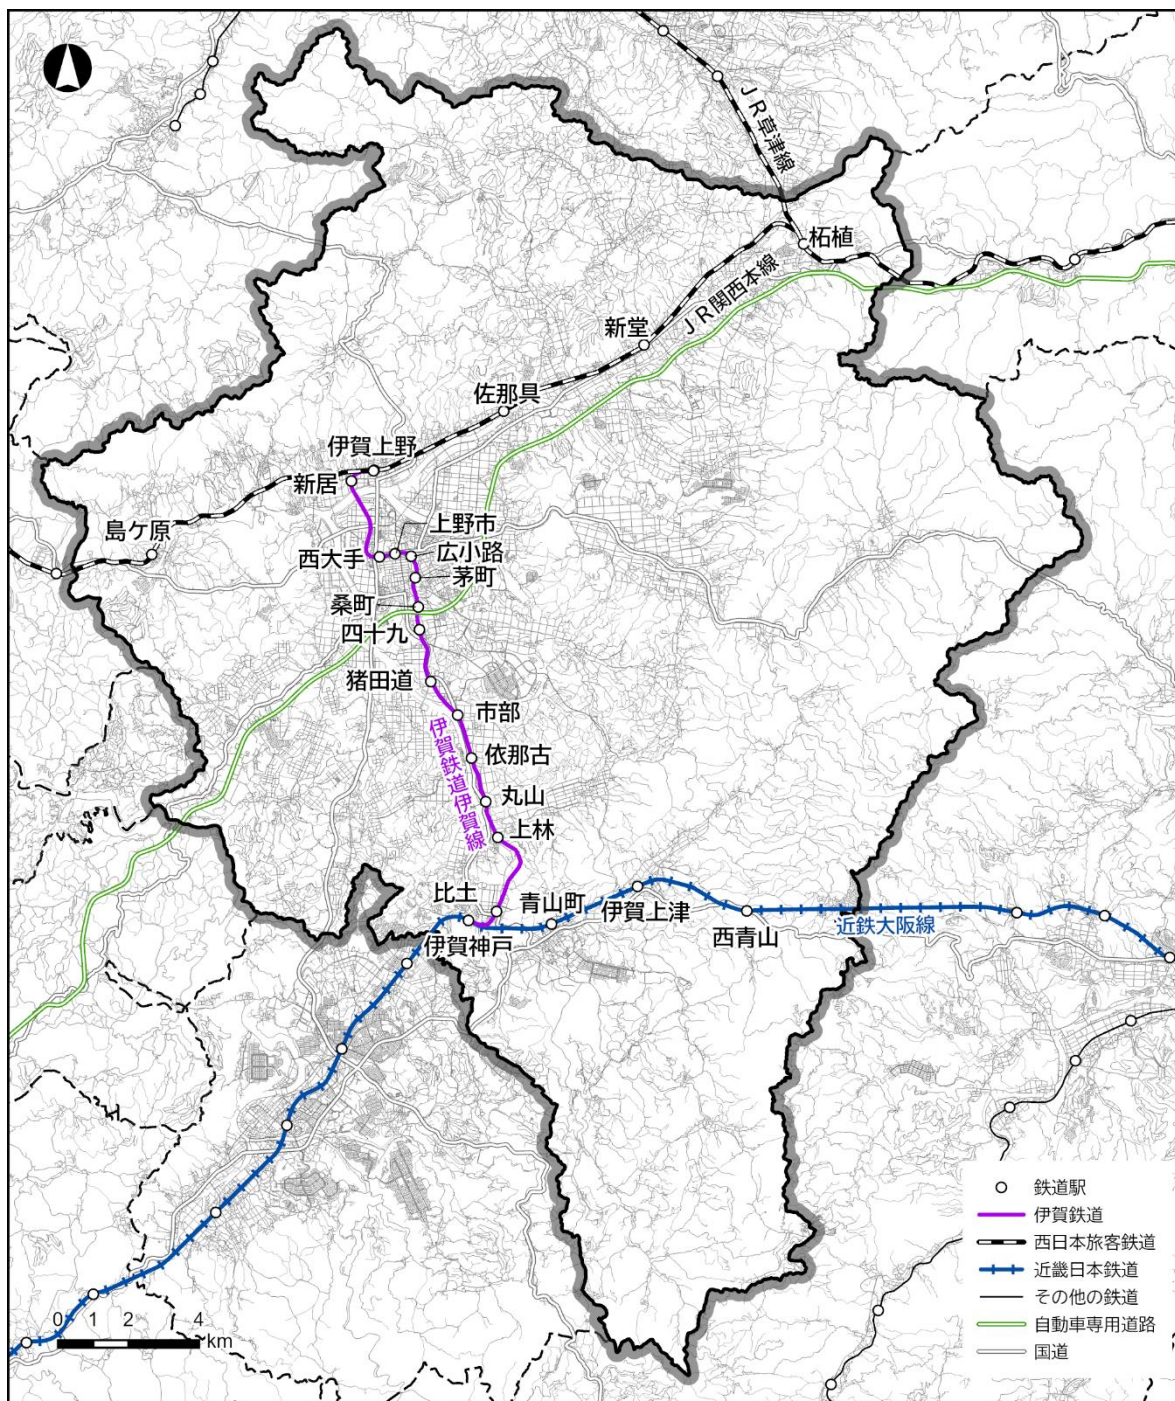 JR草津線
柘植
JR関西本線
新堂
佐那具
伊賀上野
新居
島ケ原
上野市
西大手
広小路
茅町
桑町
四十九
猪田道
市部
伊賀鉄道伊賀線
依那古
丸山
上林
比土
青山町
伊賀上津
伊賀神戸
西青山
近鉄大阪線
鉄道駅
伊賀鉄道
西日本旅客鉄道
近畿日本鉄道
その他の鉄道
自動車専用道路
国道
0 1 2 4
km